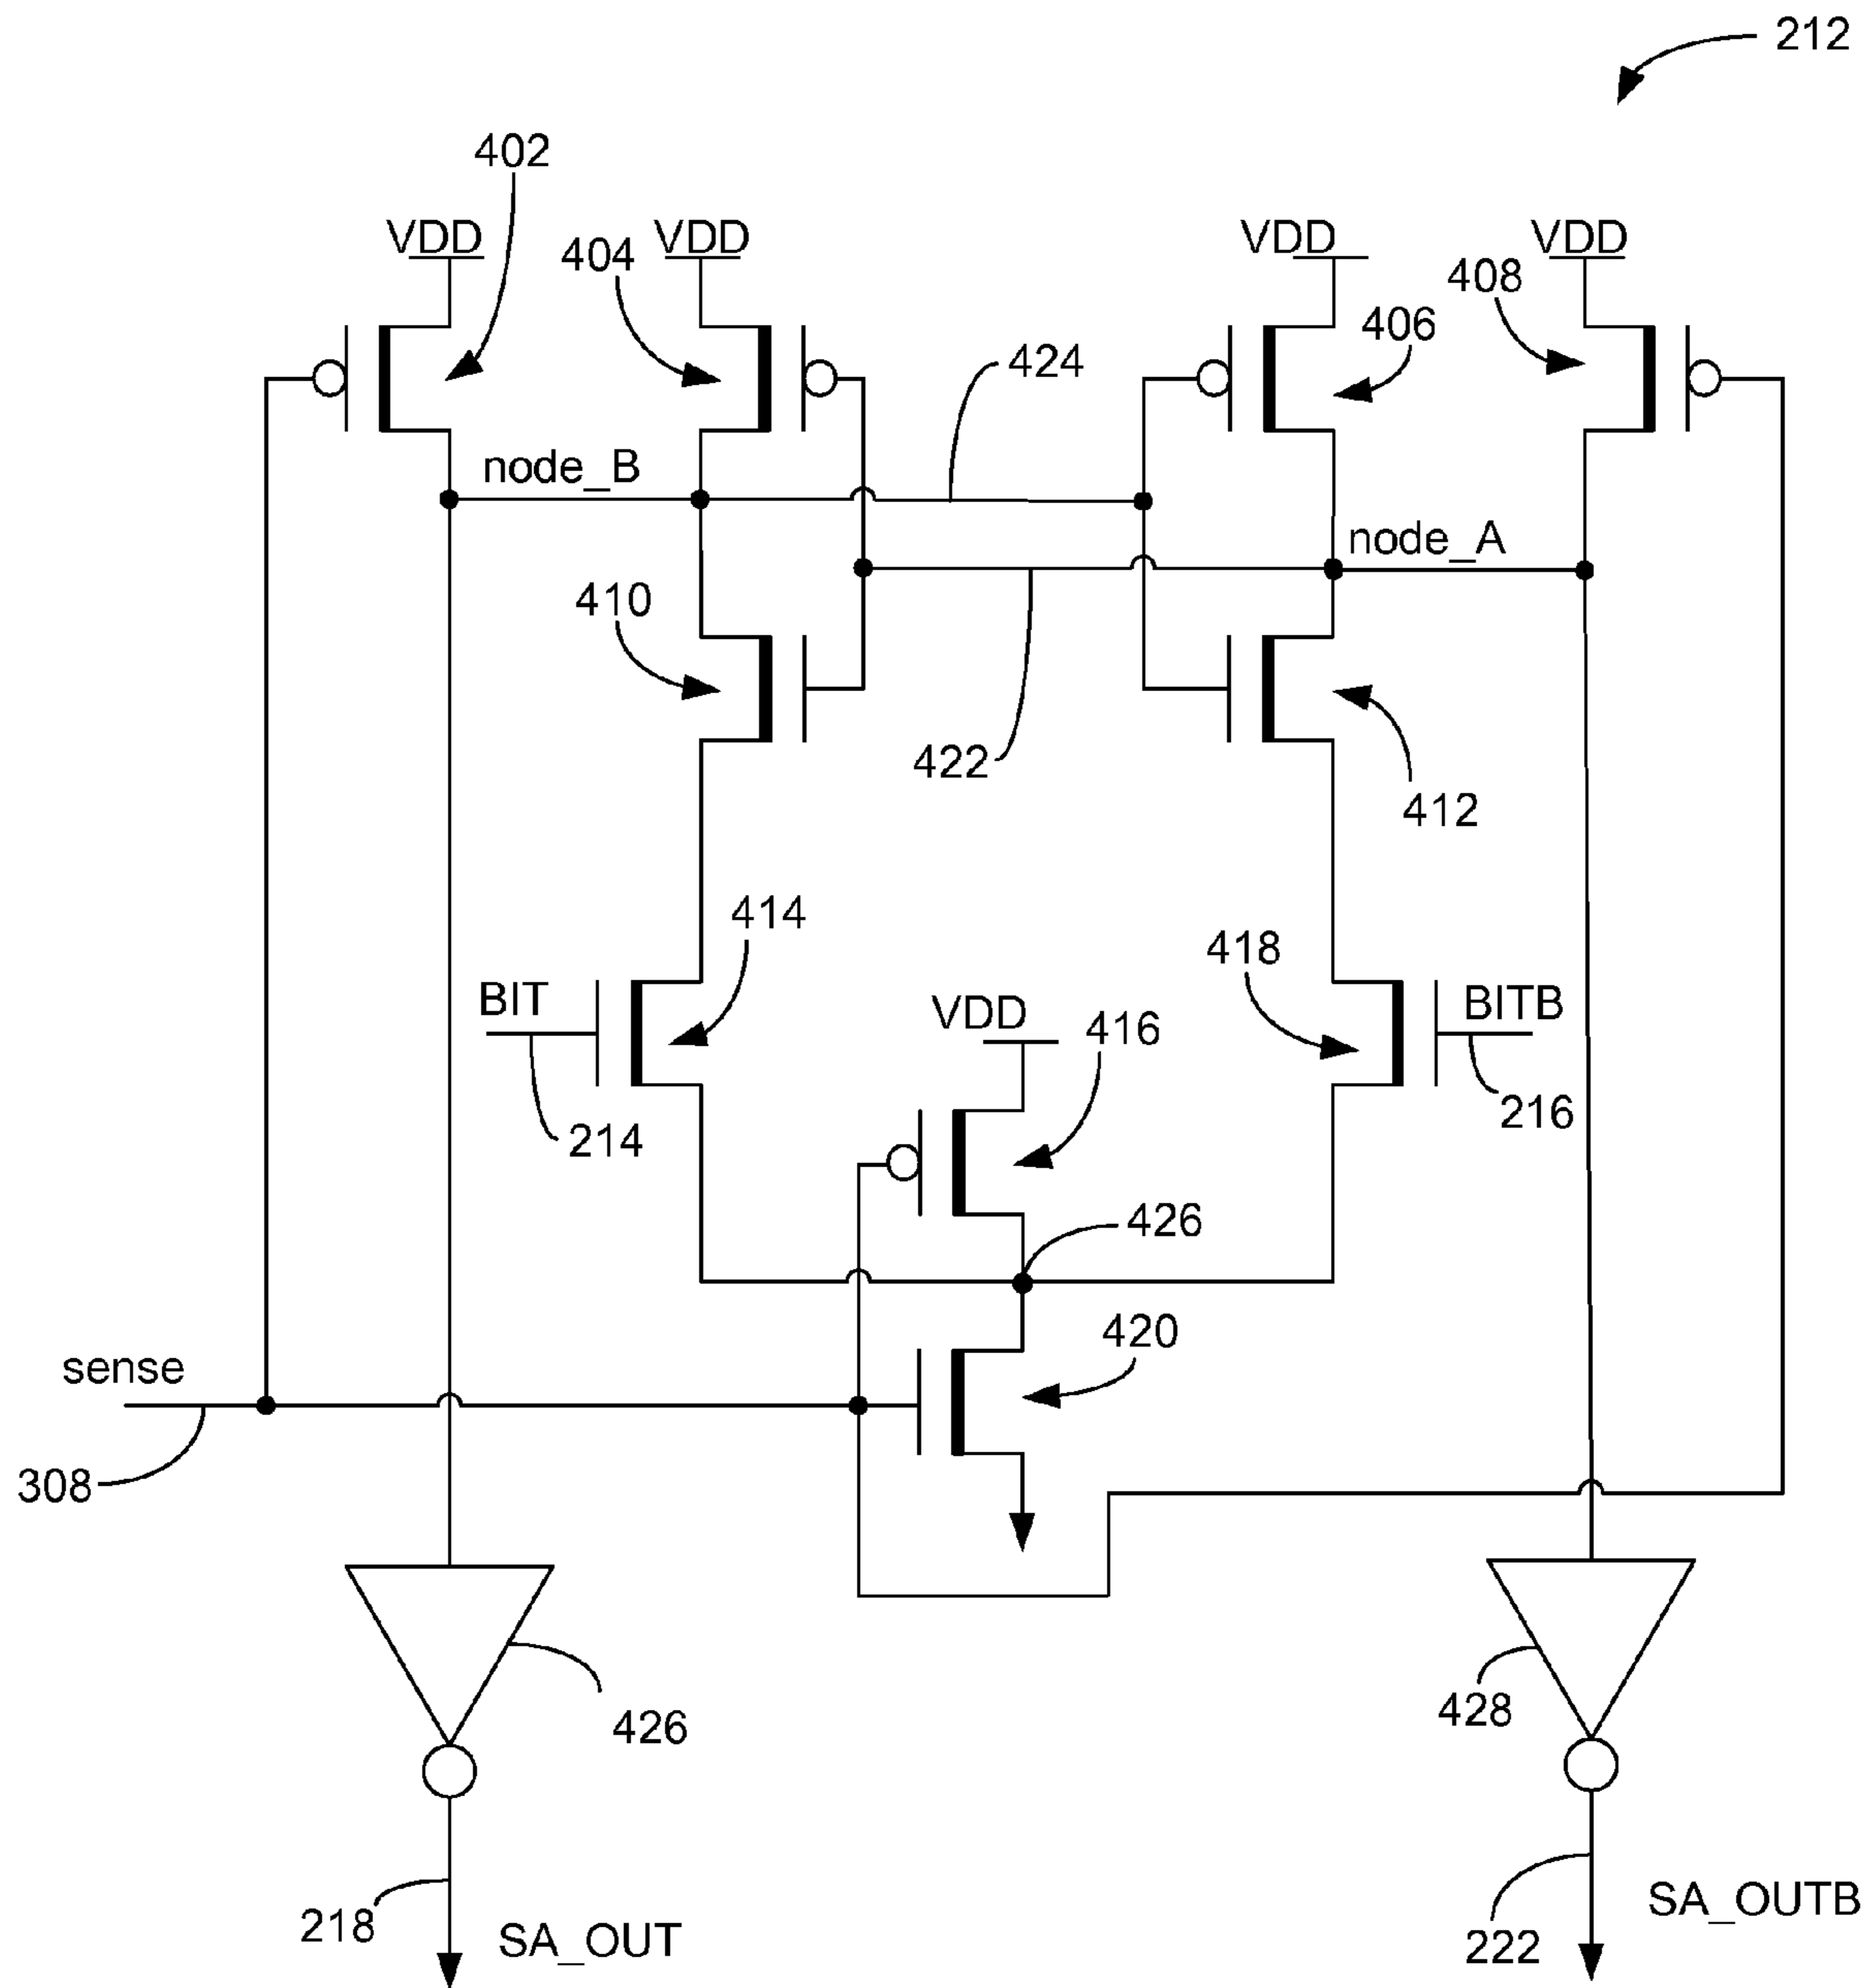 212
402
VDD
VDD
VDD
VDD
404
408
406
424
node_B
node_A
410
422
412
414
418
BIT
VDD
416
BITB
214
216
426
420
sense
308
426
428
218
SA_OUT
222
SA_OUTB